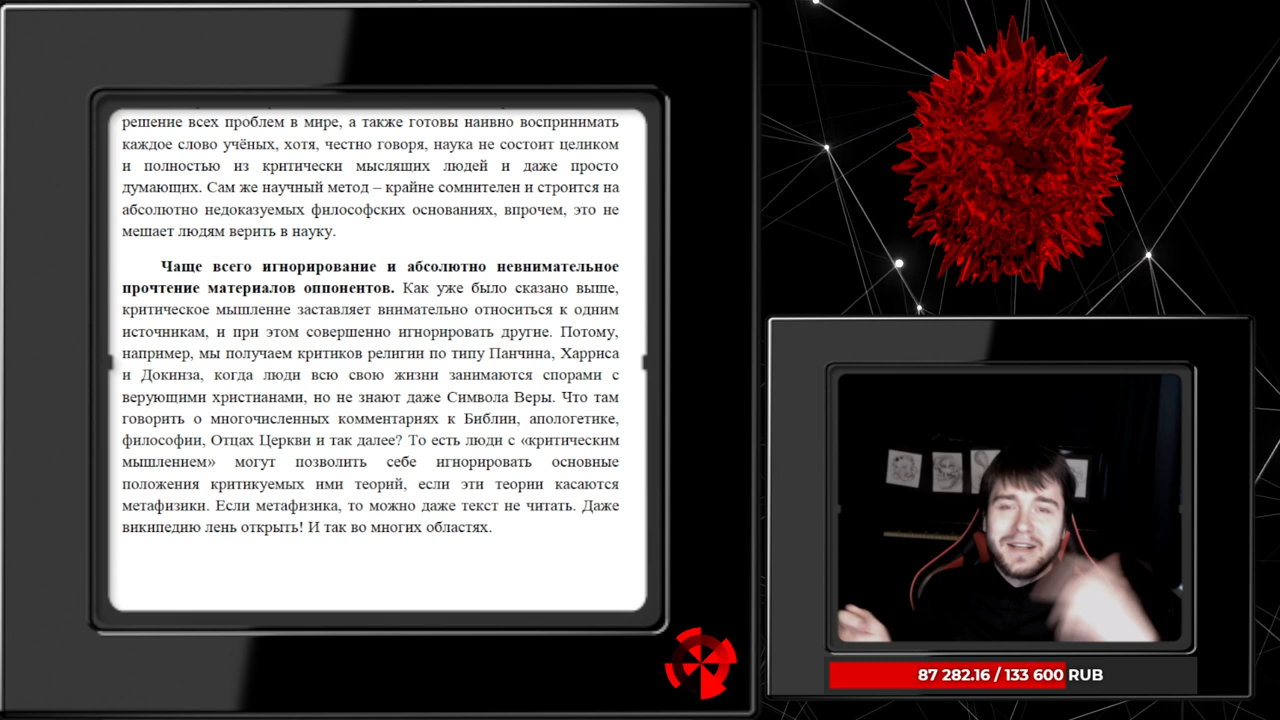 решение всех проблем в мире, а также готовы наивно воспринимать
каждое слово учёных, хотя, честно говоря, наука не состоит целиком
и полностью из критически мыслящих людей и даже просто
думающих. Сам же научный метод – крайне сомнителен и строится на
абсолютно недоказуемых философских основаниях, впрочем, это не
мешает людям верить в науку.
Чаще всего игнорирование и абсолютно невнимательное
прочтение материалов оппонентов. Как уже было сказано выше,
критическое мышление заставляет внимательно относиться к одним
источникам, и при этом совершенно игнорировать другие. Потому,
например, мы получаем критиков религии по типу Панчина, Харриса
и Докинза, когда люди всю свою жизни занимаются спорами с
верующими христианами, но не знают даже Символа Веры. Что там
говорить о многочисленных комментариях к Библии, апологетике,
философии, Отцах Церкви и так далее? То есть люди с «критическим
мышлением» могут позволить себе игнорировать основные
положения критикуемых ими теорий, если эти теории касаются
метафизики. Если метафизика, то можно даже текст не читать. Даже
википедию лень открыть! И так во многих областях.
87 282.16 / 133 600 RUB